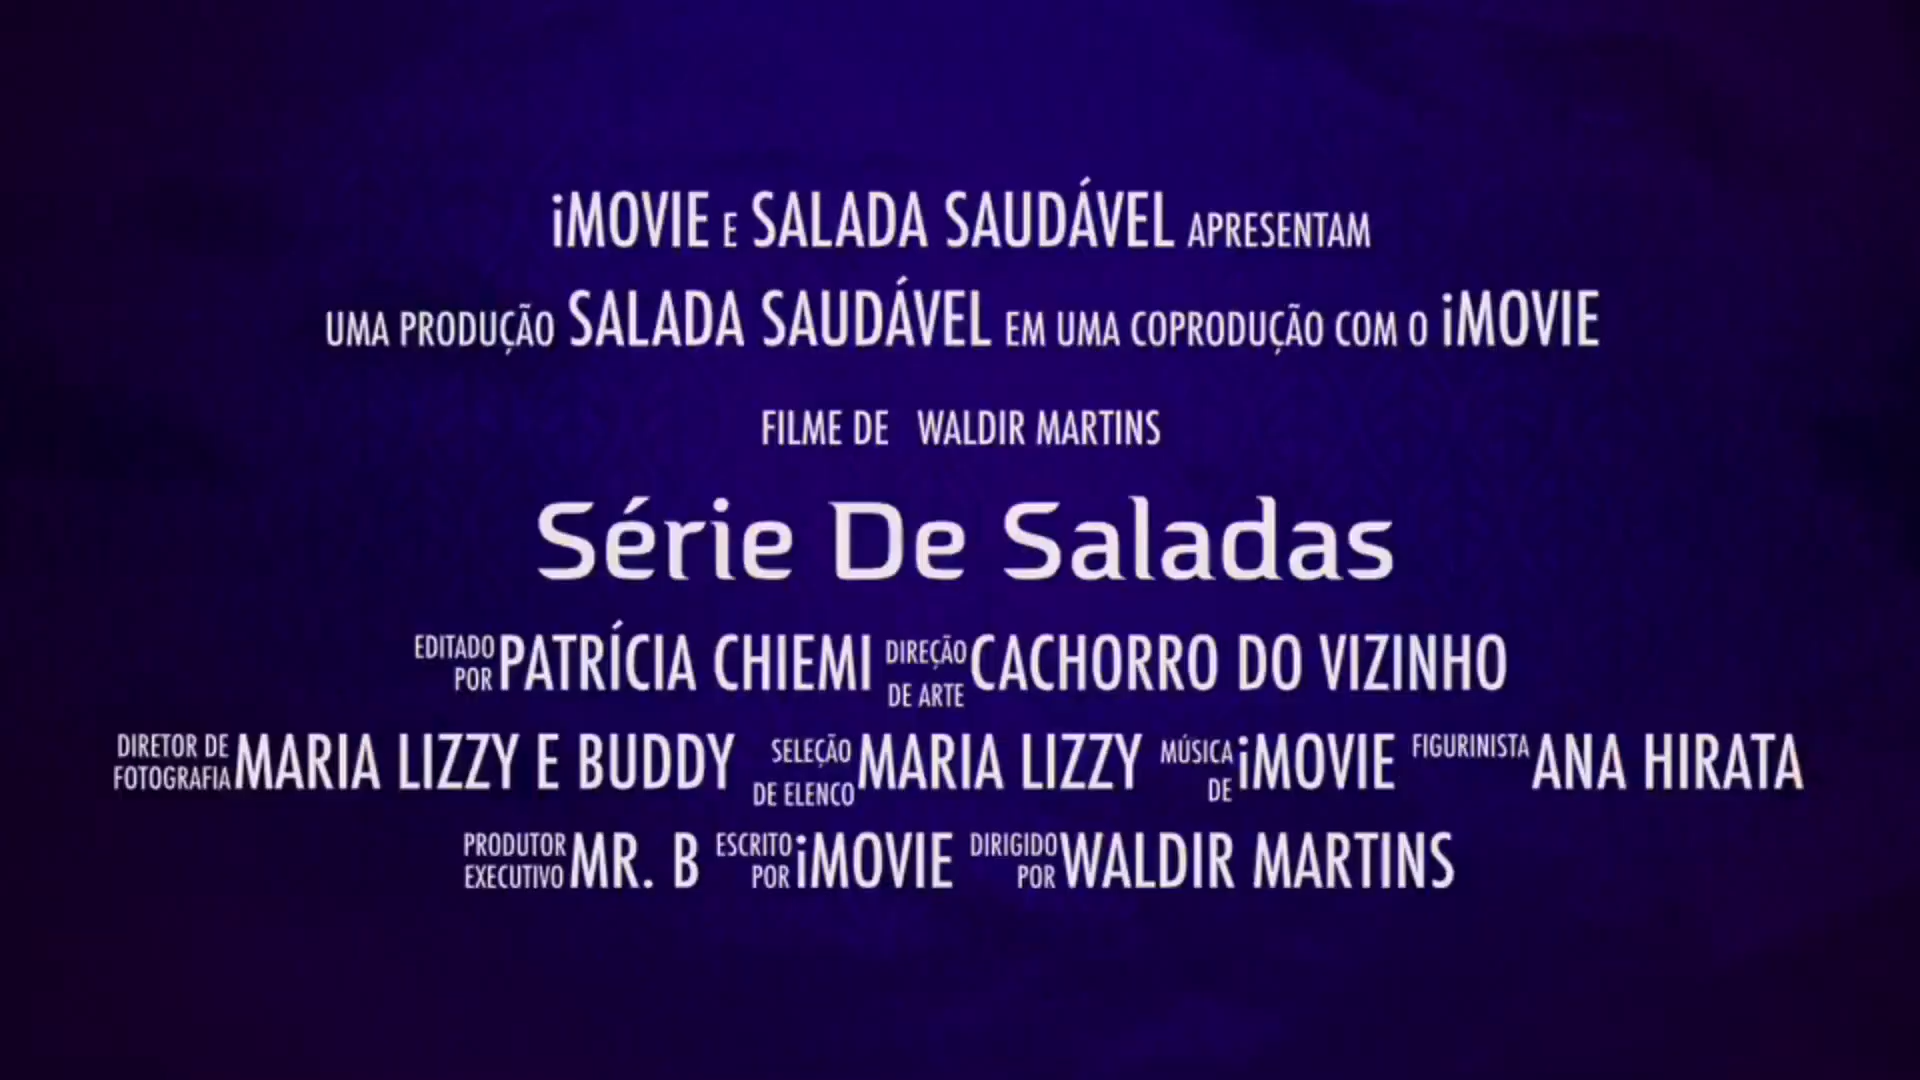 iMOVIE E SALADA SAUDÁVEL APRESENTAM
UMA PRODUÇÃO SALADA SAUDÁVEL EM UMA COPRODUÇÃO COM O iMOVIE
FILME DE WALDIR MARTINS
Série De Saladas
EDITADO POR PATRÍCIA CHIEMI DIREÇÃO DE ARTE CACHORRO DO VIZINHO
DIRETOR DE FOTOGRAFIA MARIA LIZZY E BUDDY SELEÇÃO DE ELENCO MARIA LIZZY MÚSICA DE iMOVIE FIGURINISTA ANA HIRATA
PRODUTOR EXECUTIVO MR. B ESCRITO POR iMOVIE DIRIGIDO POR WALDIR MARTINS